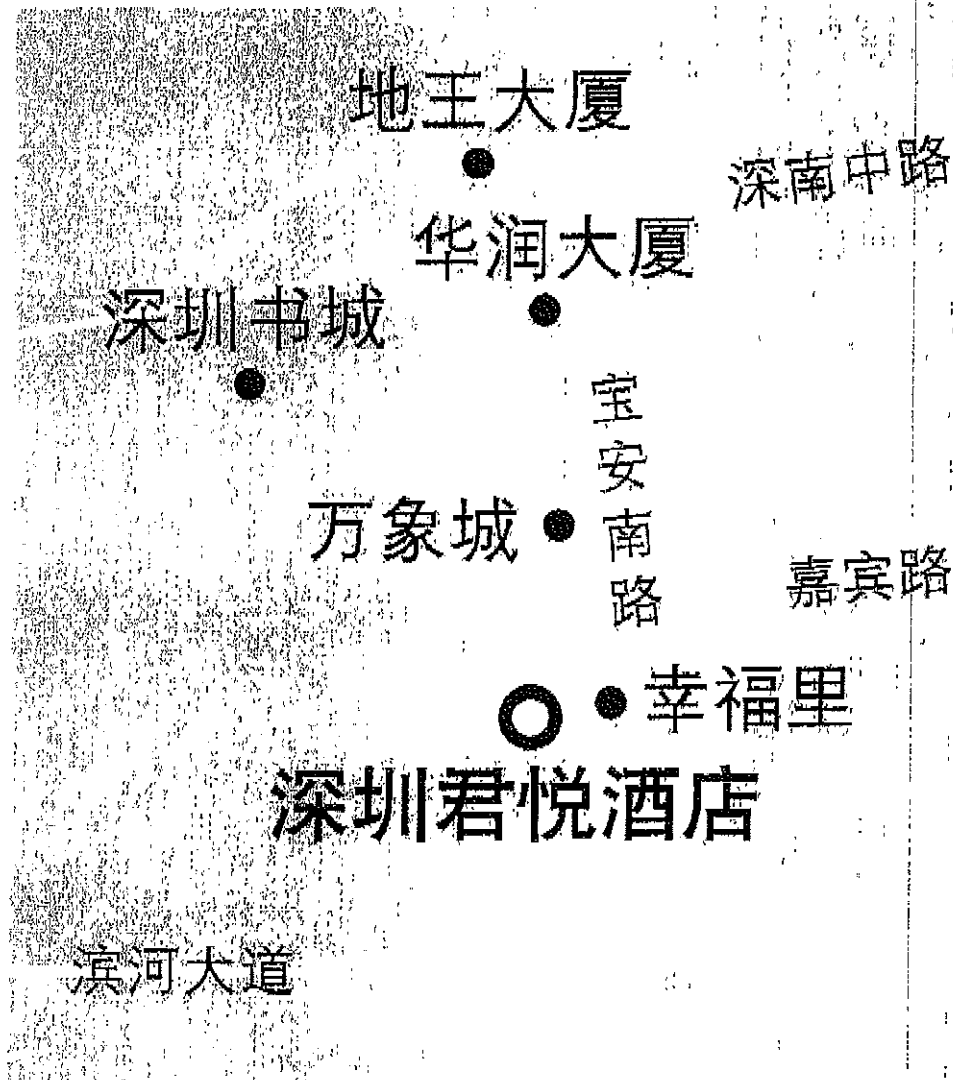 地王大厦
深南中路
华润大厦
深圳书城
宝安南路
万象城
嘉宾路
幸福里
深圳君悦酒店
滨河大道